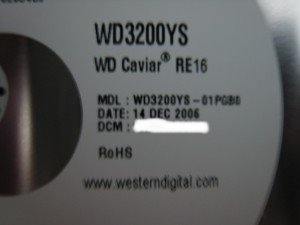 WD3200YS
WD Caviar® RE16
MDL : WD3200YS-01PGB0
DATE: 14 DEC 2006
DCM :
RoHS
www.westerndigital.com